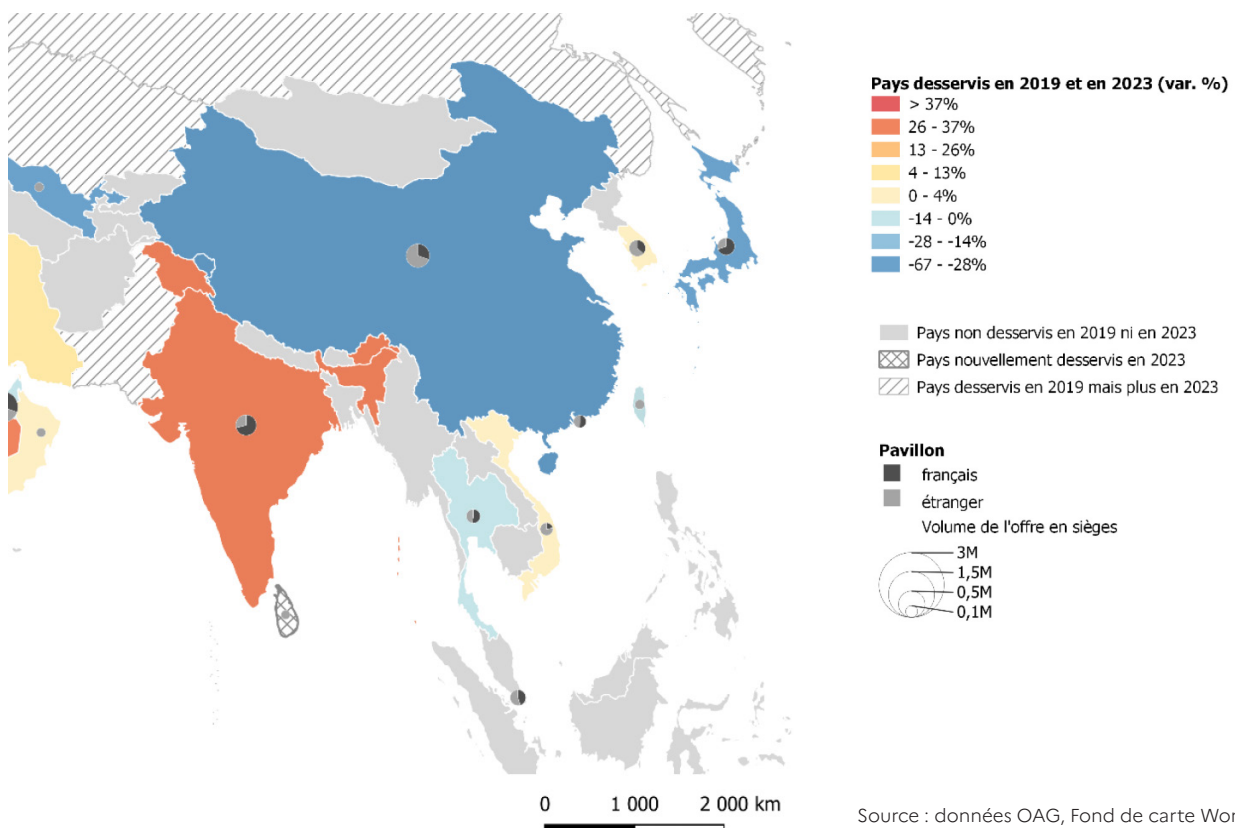 Pays desservis en 2019 et en 2023 (var. %)
> 37%
26 - 37%
13 - 26%
4 - 13%
0 - 4%
-14 - 0%
-28 - -14%
-67 - -28%
Pays non desservis en 2019 ni en 2023
Pays nouvellement desservis en 2023
Pays desservis en 2019 mais plus en 2023
Pavillon
français
étranger
Volume de l'offre en sièges
3M
1,5M
0,5M
0,1M
0 1 000 2 000 km
Source : données OAG, Fond de carte Wor